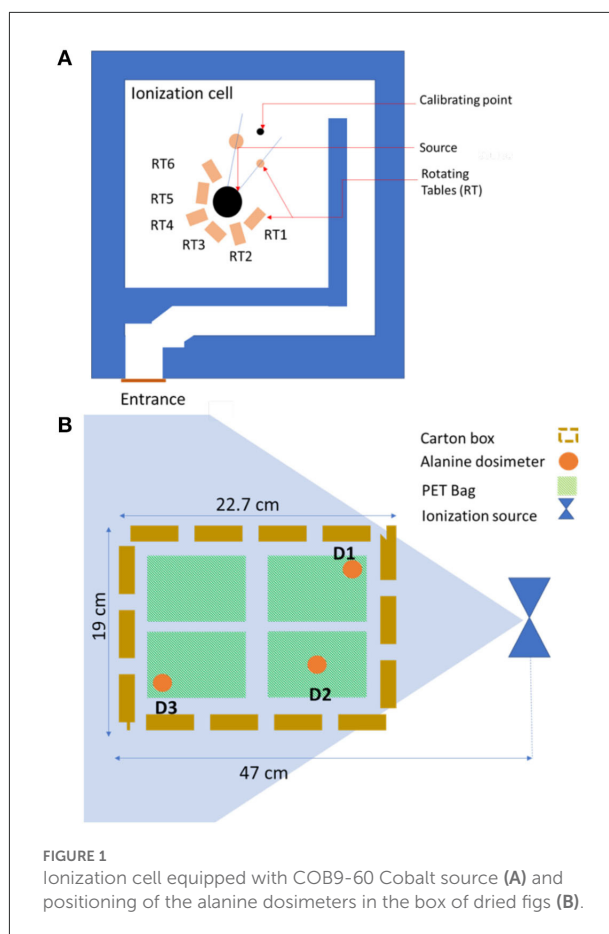 A
Ionization cell
Calibrating point
Source
Rotating
Tables (RT)
RT6
RT5
RT4
RT3
RT2
RT1
Entrance
B
Carton box
Alanine dosimeter
PET Bag
Ionization source
22.7 cm
19 cm
D1
D2
D3
47 cm
FIGURE 1
Ionization cell equipped with COB9-60 Cobalt source (A) and
positioning of the alanine dosimeters in the box of dried figs (B).